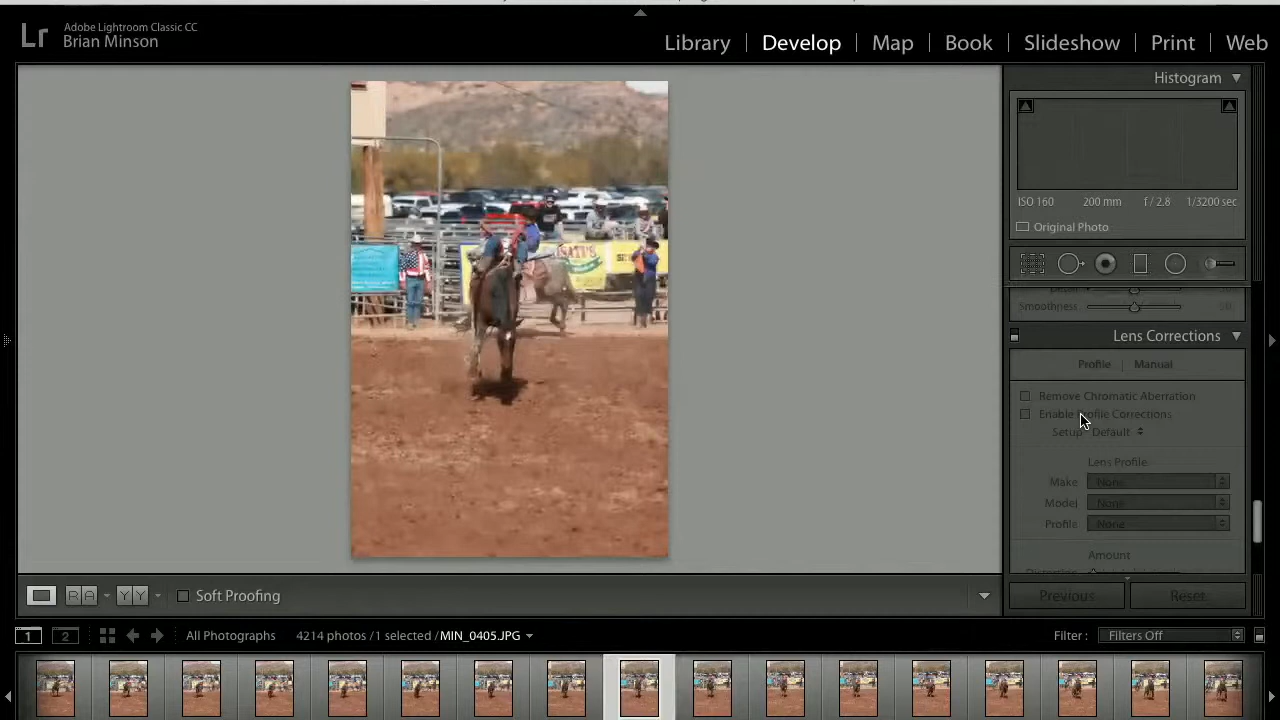 Lr
Adobe Lightroom Classic CC
Brian Minson
Library
Develop
Map
Book
Slideshow
Print
Web
Histogram
ISO 160 200 mm f / 2.8 1/3200 sec
Original Photo
Smoothness 50
Lens Corrections
Profile | Manual
Remove Chromatic Aberration
Enable Profile Corrections
Setup Default
Lens Profile
Make None
Model None
Profile None
Amount
Previous Reset
R A Y Y Soft Proofing
1 2 All Photographs 4214 photos / 1 selected / MIN_0405.JPG Filter : Filters Off